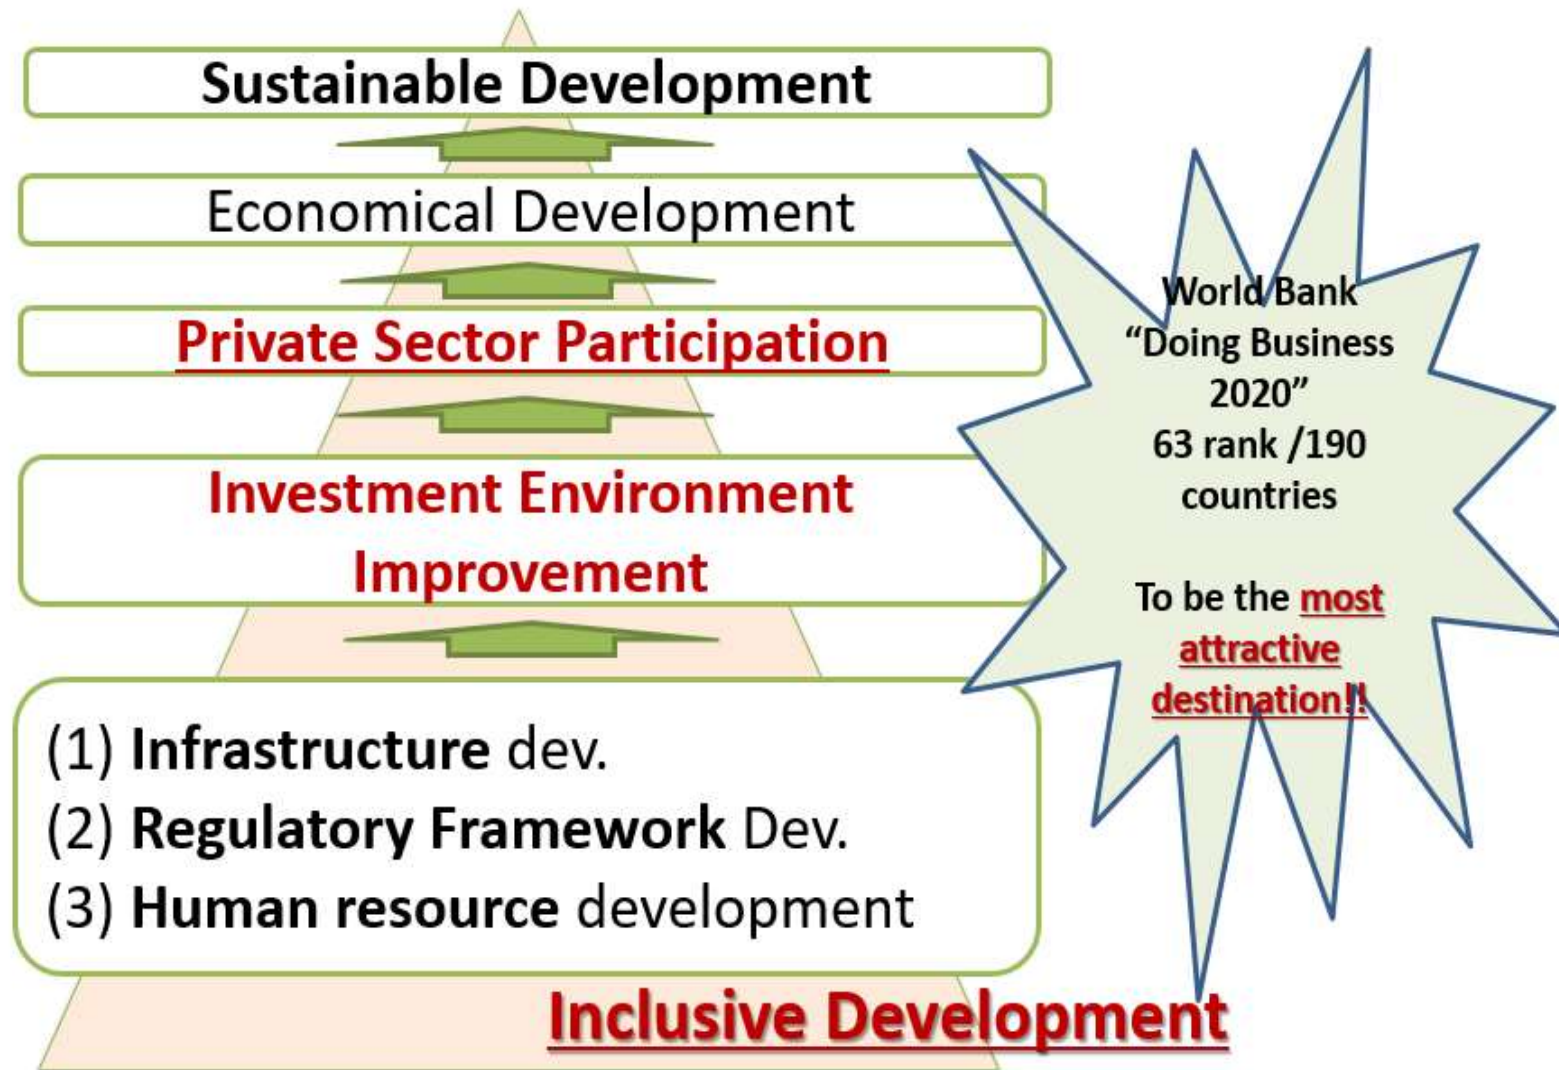 Sustainable Development
Economical Development
Private Sector Participation
Investment Environment
Improvement
(1) Infrastructure dev.
(2) Regulatory Framework Dev.
(3) Human resource development
Inclusive Development
World Bank
“Doing Business
2020”
63 rank /190
countries
To be the most
attractive
destination!!